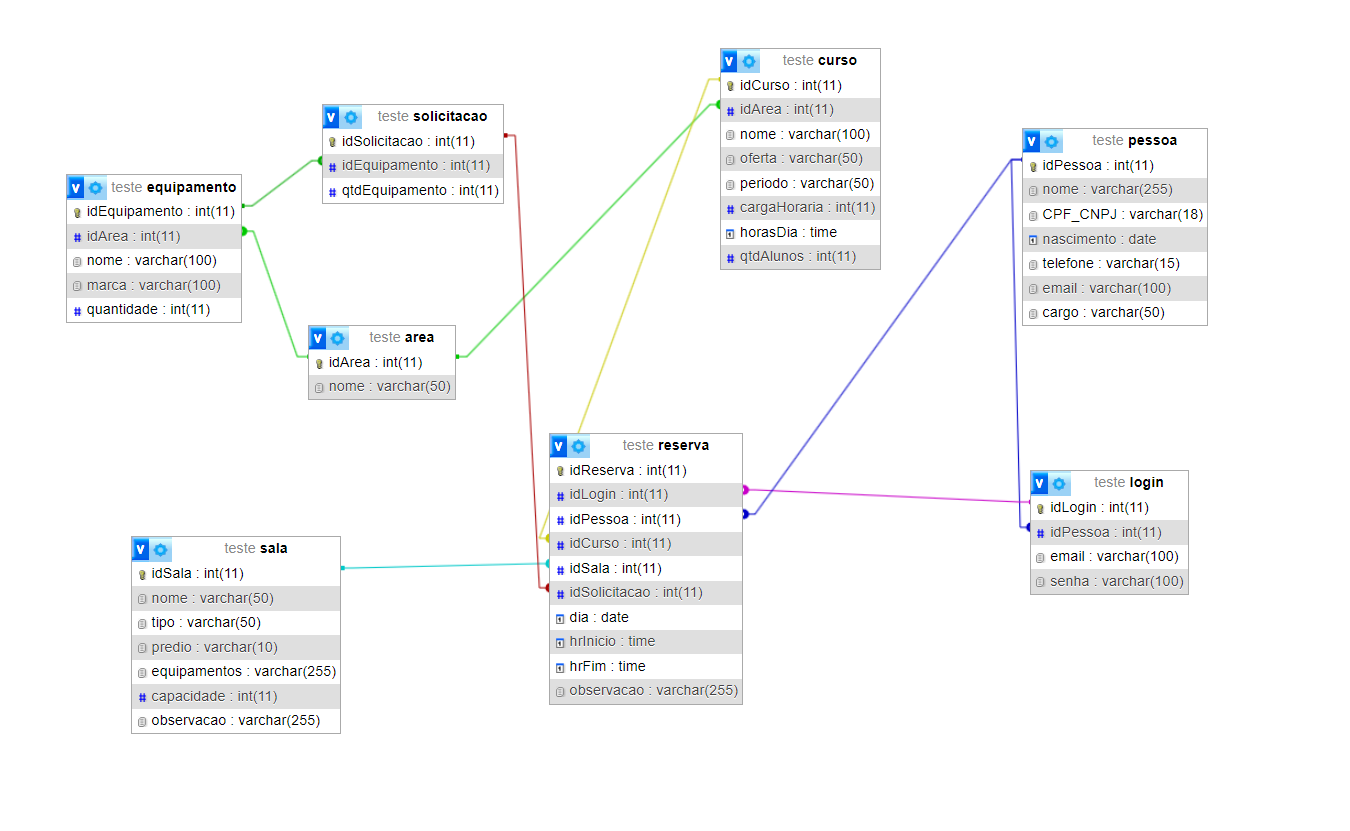 teste curso
idCurso : int(11)
idArea : int(11)
nome : varchar(100)
oferta : varchar(50)
periodo : varchar(50)
cargaHoraria : int(11)
horasDia : time
qtdAlunos : int(11)
teste solicitacao
idSolicitacao : int(11)
idEquipamento : int(11)
qtdEquipamento : int(11)
teste pessoa
idPessoa : int(11)
nome : varchar(255)
CPF_CNPJ : varchar(18)
nascimento : date
telefone : varchar(15)
email : varchar(100)
cargo : varchar(50)
teste equipamento
idEquipamento : int(11)
idArea : int(11)
nome : varchar(100)
marca : varchar(100)
quantidade : int(11)
teste area
idArea : int(11)
nome : varchar(50)
teste reserva
idReserva : int(11)
idLogin : int(11)
idPessoa : int(11)
idCurso : int(11)
idSala : int(11)
idSolicitacao : int(11)
dia : date
hrInicio : time
hrFim : time
observacao : varchar(255)
teste login
idLogin : int(11)
idPessoa : int(11)
email : varchar(100)
senha : varchar(100)
teste sala
idSala : int(11)
nome : varchar(50)
tipo : varchar(50)
predio : varchar(10)
equipamentos : varchar(255)
capacidade : int(11)
observacao : varchar(255)